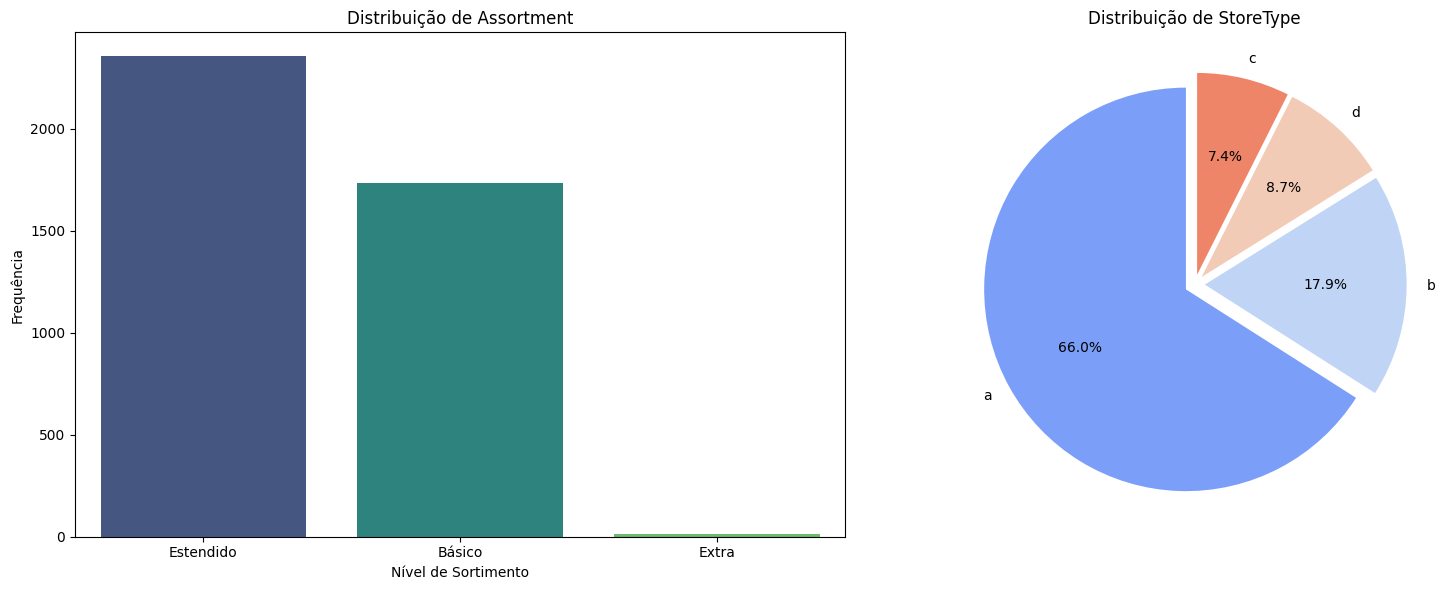 Distribuição de Assortment
Frequência
2000
1500
1000
500
0
Estendido
Básico
Extra
Nível de Sortimento
Distribuição de StoreType
c
d
b
a
7.4%
8.7%
17.9%
66.0%